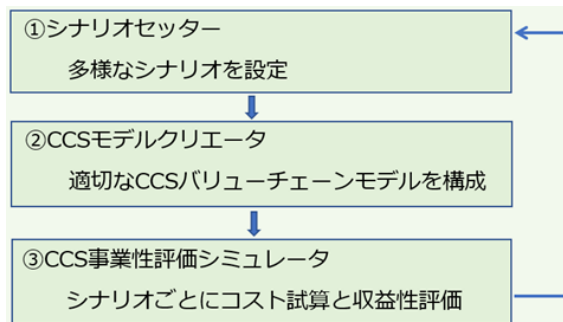 ①シナリオセッター
多様なシナリオを設定
②CCSモデルクリエータ
適切なCCSバリューチェーンモデルを構成
③CCS事業性評価シミュレータ
シナリオごとにコスト試算と収益性評価